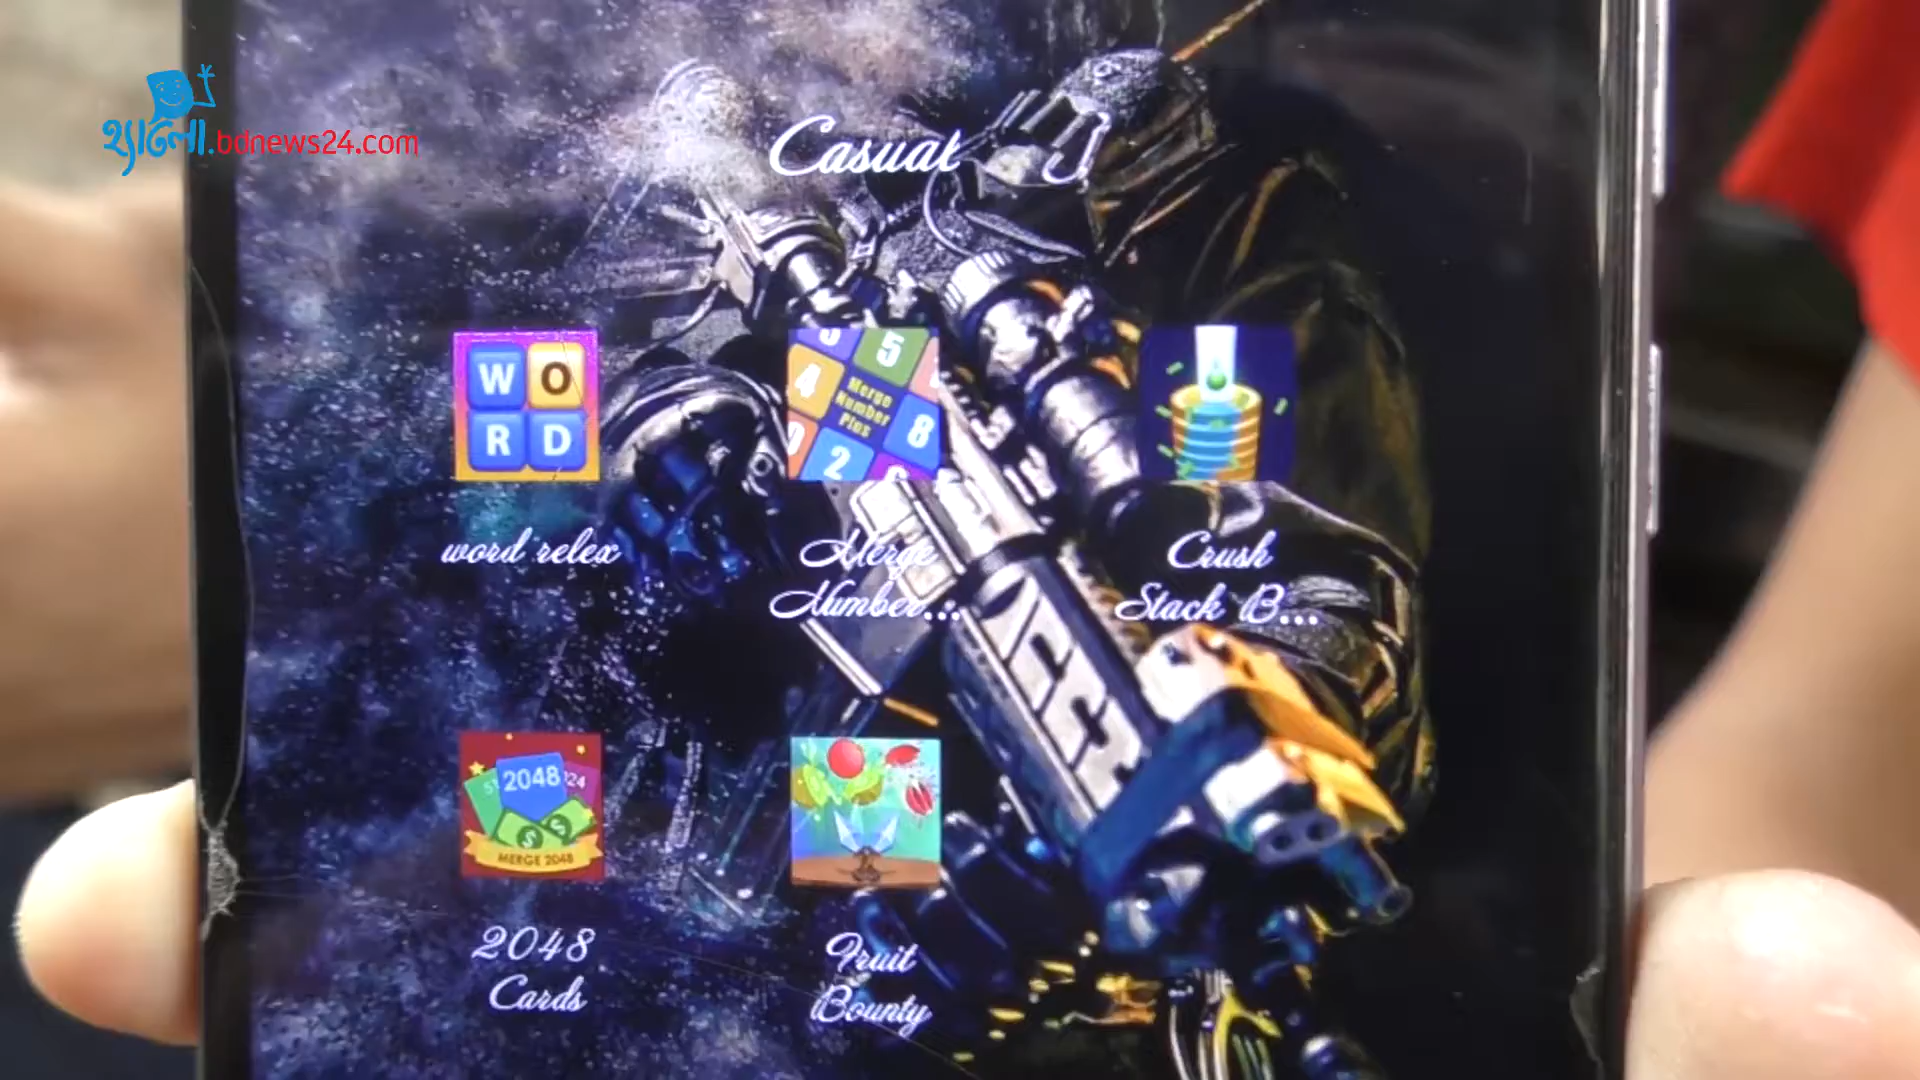 হ্যালো.bdnews24.com
Casual
W O
R D
5
4
Merge
Number
Plus
8
2
word relex
Merge
Number...
Crush
Stack B...
2048
MERGE 2048
2048
Cards
Fruit
Bounty